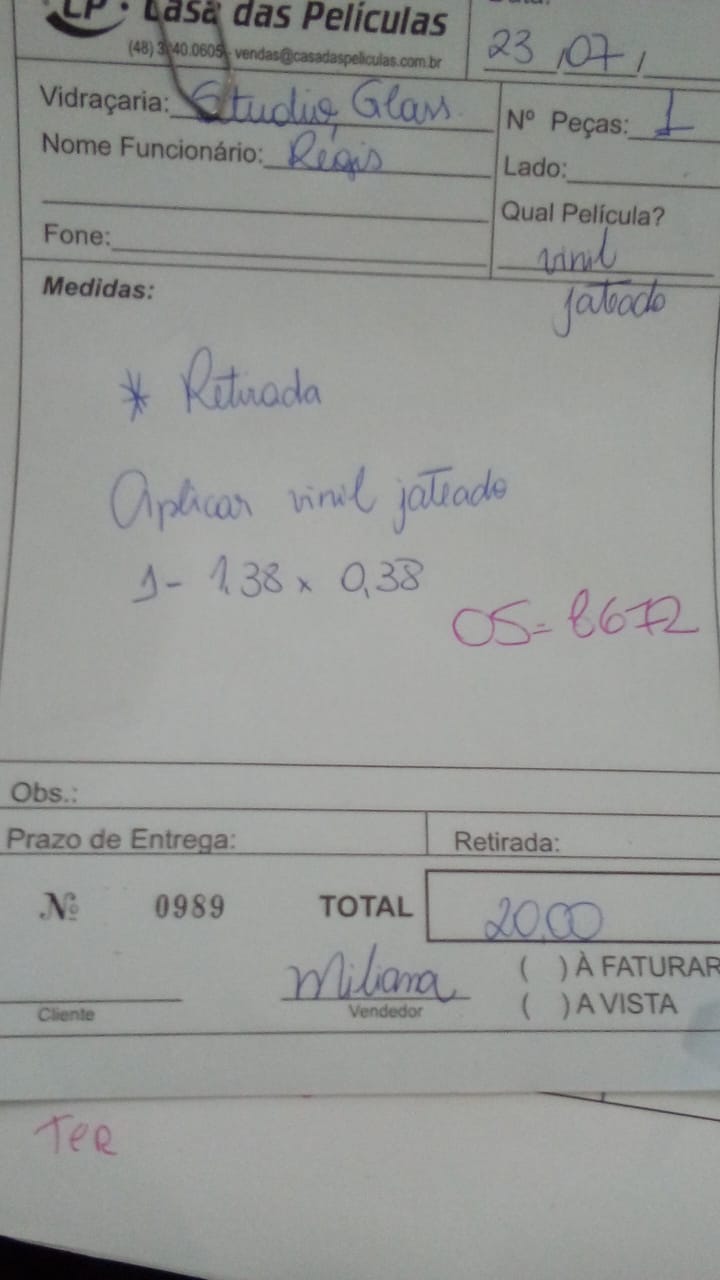 CP · Casa das Películas
(48) 3240.0605 - vendas@casadaspeliculas.com.br
23 / 07 /
Vidraçaria: Studio Glass
Nº Peças: 1
Nome Funcionário: Régis
Lado:
Qual Película?
Fone:
vinil
jateado
Medidas:
* Retirada
Aplicar vinil jateado
1- 1,38 x 0,38
OS= 8672
Obs.:
Prazo de Entrega:
Retirada:
Nº 0989 TOTAL 20,00
Miliana
( ) À FATURAR
( ) A VISTA
Cliente
Vendedor
TER